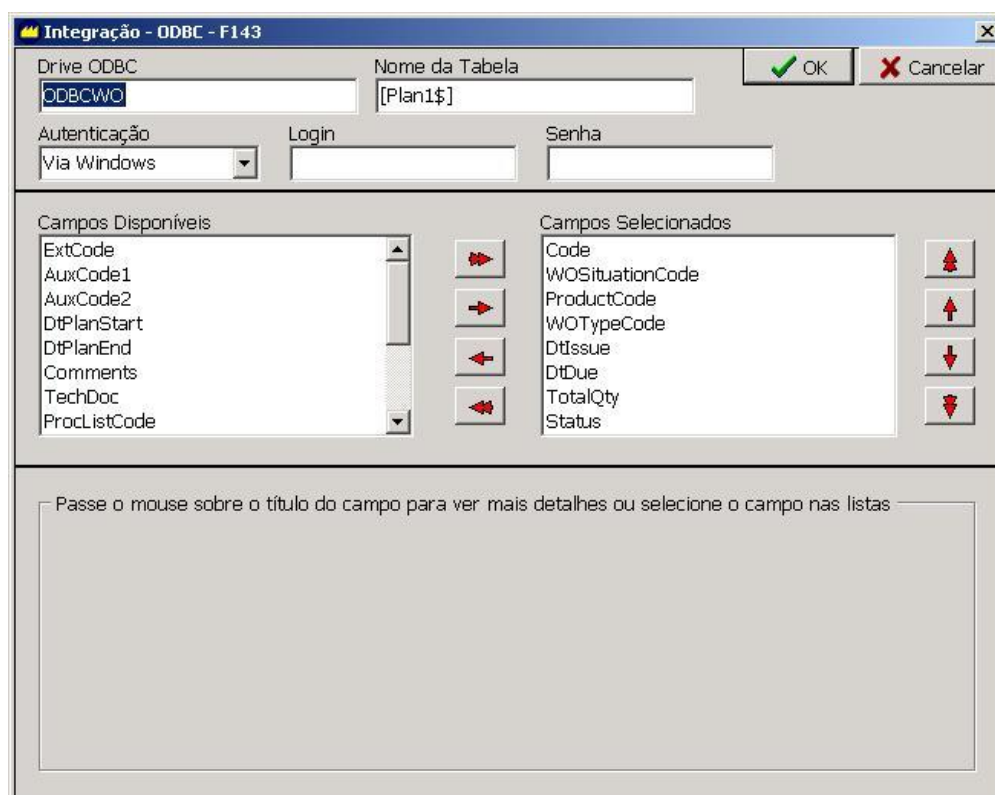 Integração - ODBC - F143
Drive ODBC
Nome da Tabela
OK
Cancelar
ODBCWO
[Plan1$]
Autenticação
Login
Senha
Via Windows
Campos Disponíveis
ExtCode
AuxCode1
AuxCode2
DtPlanStart
DtPlanEnd
Comments
TechDoc
ProcListCode
Campos Selecionados
Code
WOSituationCode
ProductCode
WOTypeCode
DtIssue
DtDue
TotalQty
Status
Passe o mouse sobre o título do campo para ver mais detalhes ou selecione o campo nas listas